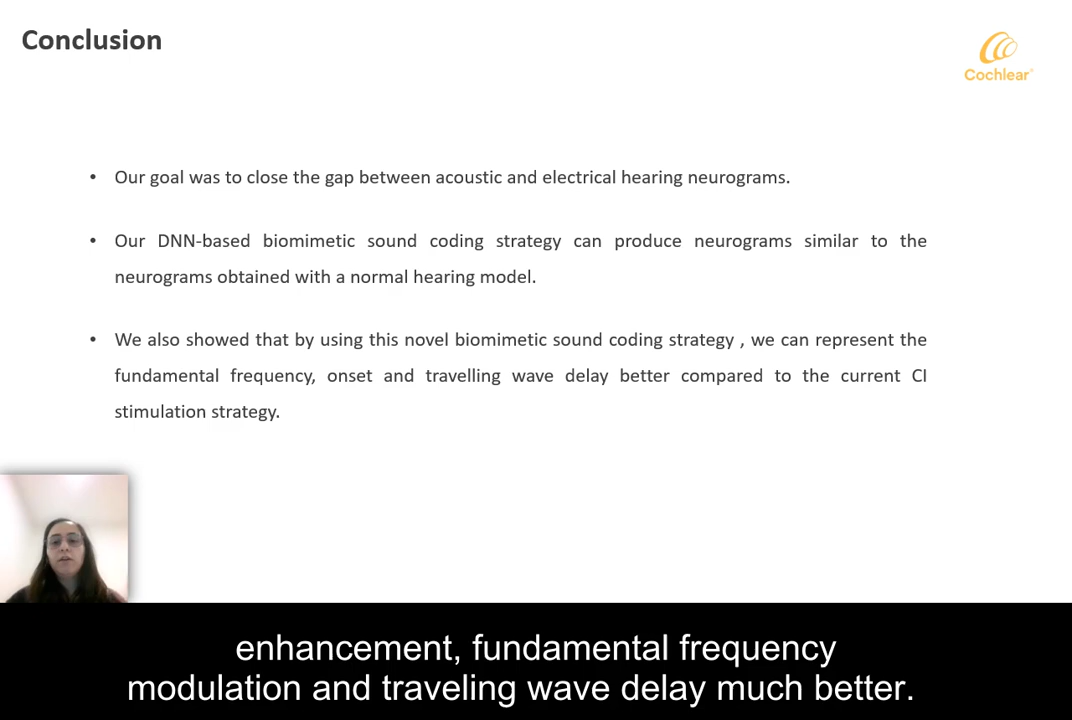 Conclusion
Cochlear®
• Our goal was to close the gap between acoustic and electrical hearing neurograms.
• Our DNN-based biomimetic sound coding strategy can produce neurograms similar to the
neurograms obtained with a normal hearing model.
• We also showed that by using this novel biomimetic sound coding strategy , we can represent the
fundamental frequency, onset and travelling wave delay better compared to the current CI
stimulation strategy.
enhancement, fundamental frequency
modulation and traveling wave delay much better.